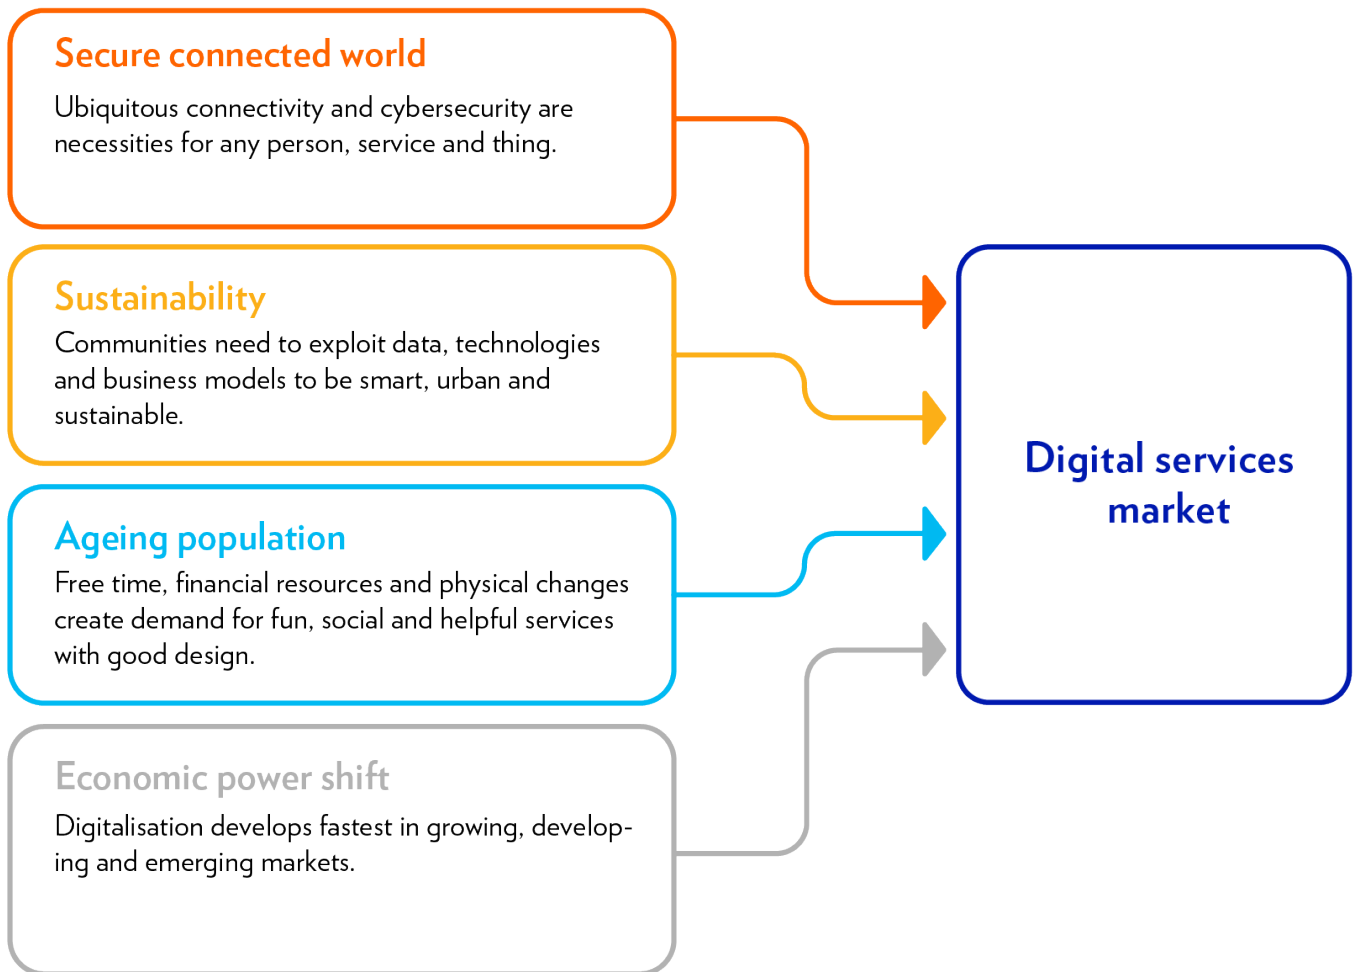 Secure connected world
Ubiquitous connectivity and cybersecurity are
necessities for any person, service and thing.
Sustainability
Communities need to exploit data, technologies
and business models to be smart, urban and
sustainable.
Ageing population
Free time, financial resources and physical changes
create demand for fun, social and helpful services
with good design.
Economic power shift
Digitalisation develops fastest in growing, develop-
ing and emerging markets.
Digital services
market